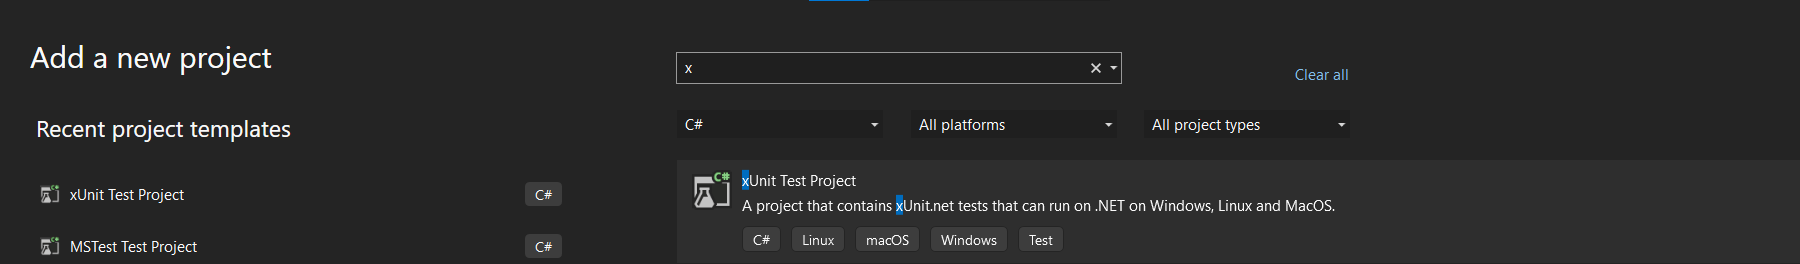 Add a new project
x
Clear all
Recent project templates
C#
All platforms
All project types
xUnit Test Project
C#
MSTest Test Project
C#
C#
xUnit Test Project
A project that contains xUnit.net tests that can run on .NET on Windows, Linux and MacOS.
C# Linux macOS Windows Test